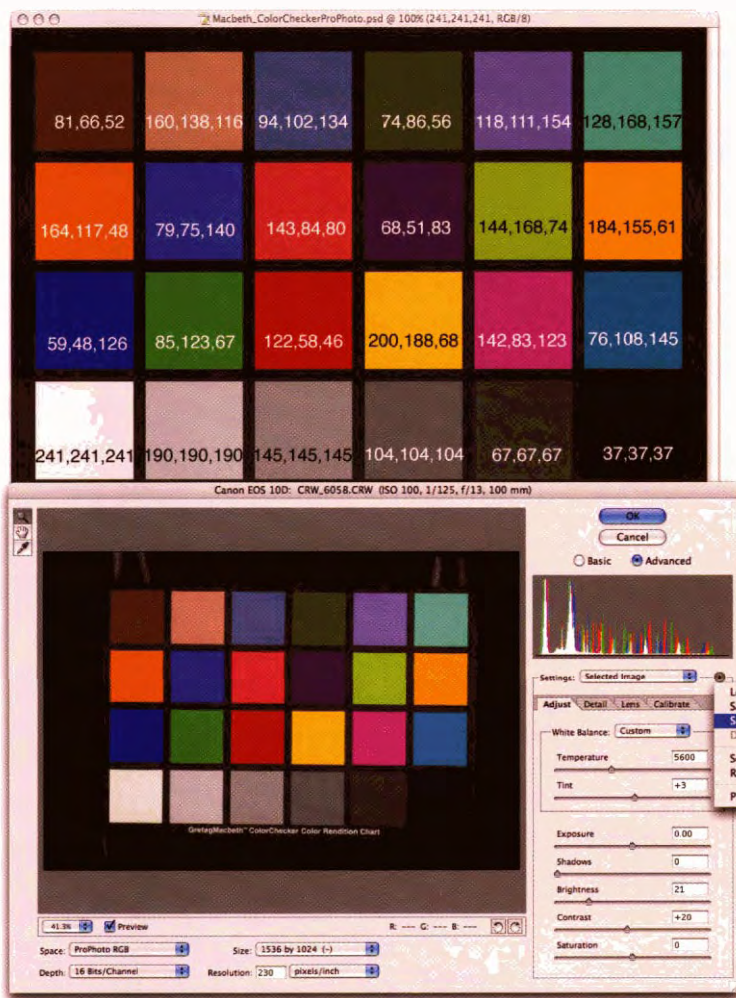 Macbeth_ColorCheckerProPhoto.psd @ 100% (241,241,241, RGB/8)
81,66,52 160,138,116 94,102,134 74,86,56 118,111,154 128,168,157
164,117,48 79,75,140 143,84,80 68,51,83 144,168,74 184,155,61
59,48,126 85,123,67 122,58,46 200,188,68 142,83,123 76,108,145
241,241,241 190,190,190 145,145,145 104,104,104 67,67,67 37,37,37
Canon EOS 10D: CRW_6058.CRW (ISO 100, 1/125, f/13, 100 mm)
OK
Cancel
Basic Advanced
Settings: Selected Image
Adjust Detail Lens Calibrate
White Balance: Custom
Temperature 5600
Tint +3
Exposure 0.00
Shadows 0
Brightness 21
Contrast +20
Saturation 0
GretagMacbeth™ ColorChecker Color Rendition Chart
41.3% Preview R: --- G: --- B: ---
Space: ProPhoto RGB Size: 1536 by 1024 (-)
Depth: 16 Bits/Channel Resolution: 230 pixels/inch